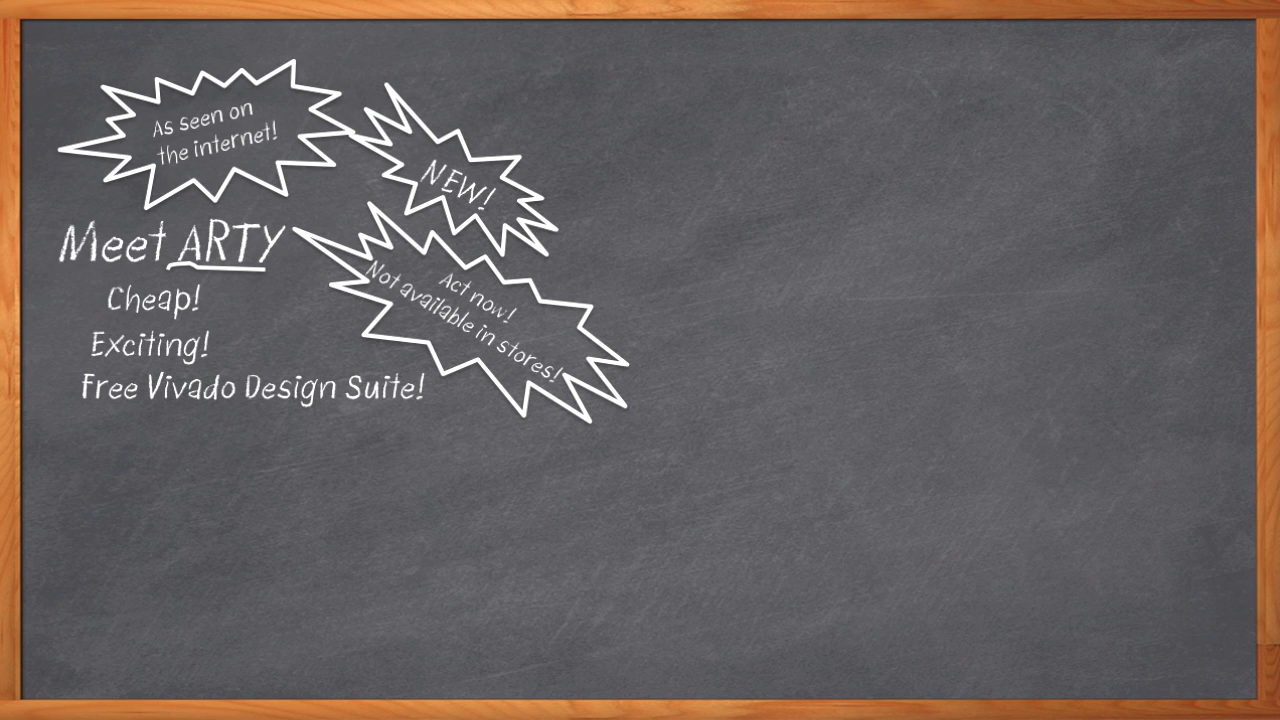 As seen on
the internet!
NEW!
Meet ARTY
Act now!
Not available in stores!
Cheap!
Exciting!
Free Vivado Design Suite!